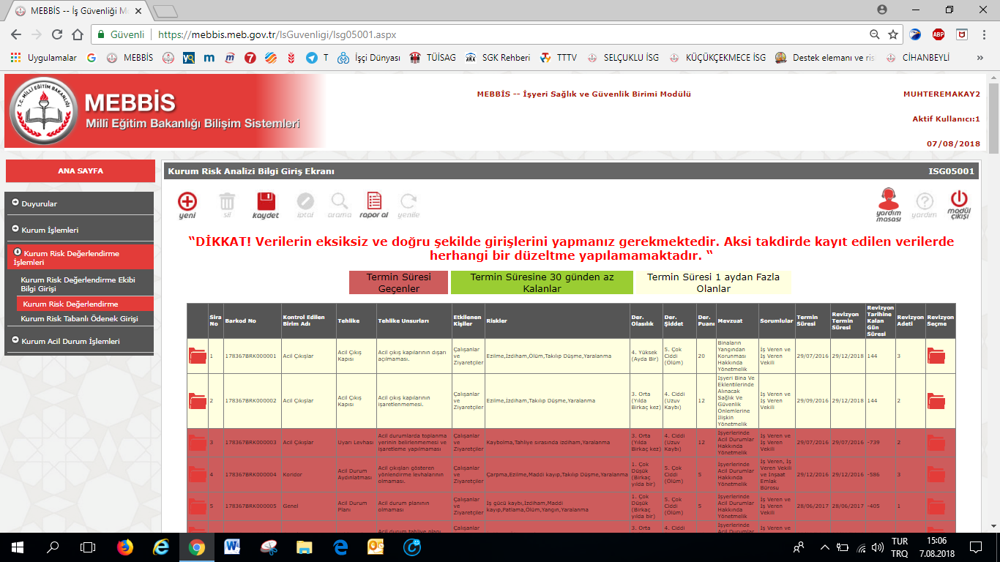 MEBBİS -- İş Güvenliği M
Güvenli https://mebbis.meb.gov.tr/IsGuvenligi/Isg05001.aspx
Uygulamalar MEBBİS T İşçi Dünyası TÜİSAG SGK Rehberi TTTV SELÇUKLU İSG KÜÇÜKÇEKMECE İSG Destek elemanı ve ris CİHANBEYLİ »
T.C. MİLLÎ EĞİTİM BAKANLIĞI
MEBBİS
Millî Eğitim Bakanlığı Bilişim Sistemleri
MEBBİS -- İşyeri Sağlık ve Güvenlik Birimi Modülü
MUHTEREMAKAY2
Aktif Kullanıcı:1
07/08/2018
ANA SAYFA
Duyurular
Kurum İşlemleri
Kurum Risk Değerlendirme
İşlemleri
Kurum Risk Değerlendirme Ekibi
Bilgi Girişi
Kurum Risk Değerlendirme
Kurum Risk Tabanlı Ödenek Girişi
Kurum Acil Durum İşlemleri
Kurum Risk Analizi Bilgi Giriş Ekranı ISG05001
yeni sil kaydet iptal arama rapor al yenile yardım masası yardım modül çıkışı
“DİKKAT! Verilerin eksiksiz ve doğru şekilde girişlerini yapmanız gerekmektedir. Aksi takdirde kayıt edilen verilerde
herhangi bir düzeltme yapılamamaktadır. “
Termin Süresi Geçenler
Termin Süresine 30 günden az Kalanlar
Termin Süresi 1 aydan Fazla Olanlar
Sira No Barkod No Kontrol Edilen Birim Adı Tehlike Tehlike Unsurları Etkilenen Kişiler Riskler Der. Olasılık Der. Şiddet Der. Puanı Mevzuat Sorumlular Termin Süresi Revizyon Termin Süresi Revizyon Tarihine Kalan Gün Süresi Revizyon Adeti Revizyon Seçme
1 178367BRK000001 Acil Çıkışlar Acil Çıkış Kapısı Acil çıkış kapılarının dışarı açılmaması. Çalışanlar ve Ziyaretçiler Ezilme,İzdiham,Ölüm,Takılıp Düşme,Yaralanma 4. Yüksek (Ayda Bir) 5. Çok Ciddi (Ölüm) 20 Binaların Yangından Korunması Hakkında Yönetmelik İş Veren ve İş Veren Vekili 29/07/2016 29/12/2018 144 3
2 178367BRK000002 Acil Çıkışlar Acil Çıkış Kapısı Acil çıkış kapılarının işaretlenmemesi. Çalışanlar ve Ziyaretçiler Ezilme,İzdiham,Takılıp Düşme,Yaralanma 3. Orta (Yılda Birkaç kez) 4. Ciddi (Uzuv Kaybı) 12 İşyeri Bina Ve Eklentilerinde Alınacak Sağlık Ve Güvenlik Önlemlerine İlişkin Yönetmelik İş Veren ve İş Veren Vekili 29/09/2016 29/12/2018 144 2
3 178367BRK000003 Acil Çıkışlar Uyarı Levhası Acil durumlarda toplanma yerinin belirlenmemesi ve işaretleme yapılmaması Çalışanlar ve Ziyaretçiler Kaybolma,Tahliye sırasında izdiham,Yaralanma 3. Orta (Yılda Birkaç kez) 4. Ciddi (Uzuv Kaybı) 12 İşyerlerinde Acil Durumlar Hakkında Yönetmelik İş Veren ve İş Veren Vekili 29/07/2016 29/07/2016 -739 2
4 178367BRK000004 Koridor Acil Durum Aydınlatması Acil çıkışları gösteren yönlendirme levhalarının olmaması. Çalışanlar ve Ziyaretçiler Çarpma,Ezilme,Maddi kayıp,Takılıp Düşme,Yaralanma 1. Çok Düşük (Birkaç yılda bir) 5. Çok Ciddi (Ölüm) 5 İşyerlerinde Acil Durumlar Hakkında Yönetmelik İş Veren, İş Veren Vekili ve İnşaat Emlak Bürosu 29/12/2016 29/12/2016 -586 3
5 178367BRK000005 Genel Acil Durum Planı Acil durum planının olmaması Çalışanlar ve Ziyaretçiler İş gücü kaybı,İzdiham,Maddi kayıp,Patlama,Ölüm,Yangın,Yaralanma 1. Çok Düşük (Birkaç yılda bir) 5. Çok Ciddi (Ölüm) 5 İşyerlerinde Acil Durumlar Hakkında Yönetmelik İş Veren ve İş Veren Vekili 28/06/2017 28/06/2017 -405 1
Acil durum tahliye planı Çalışanlar 3. Orta 4. Ciddi İşyerlerinde Acil Durumlar İş Veren ve
TUR
TRQ
15:06
7.08.2018